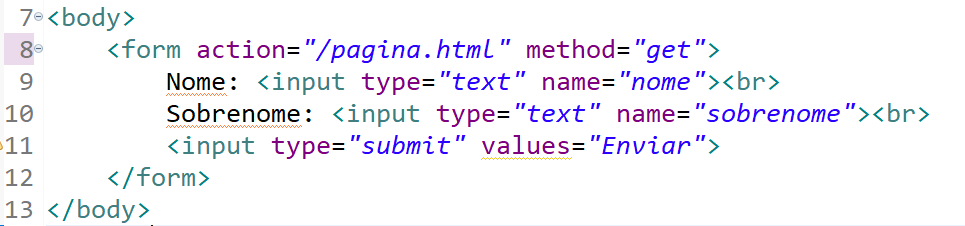 7 <body>
8 <form action="/pagina.html" method="get">
9 Nome: <input type="text" name="nome"><br>
10 Sobrenome: <input type="text" name="sobrenome"><br>
11 <input type="submit" values="Enviar">
12 </form>
13 </body>